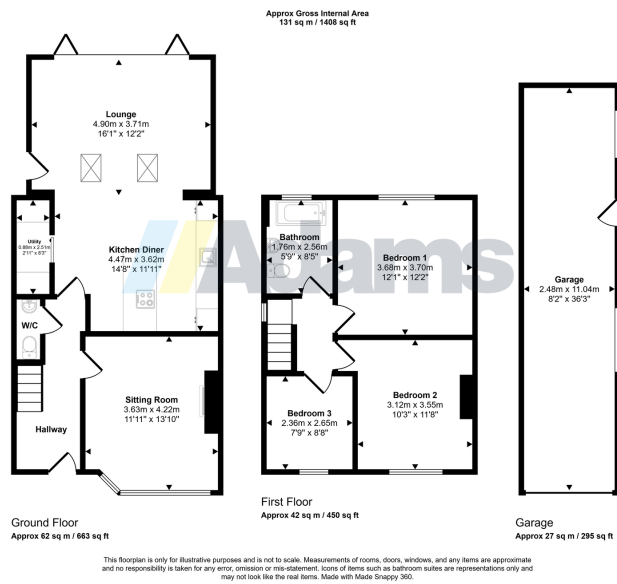 Approx Gross Internal Area
131 sq m / 1408 sq ft
Lounge
4.90m x 3.71m
16'1" x 12'2"
Utility
0.88m x 2.51m
2'11" x 8'3"
Kitchen Diner
4.47m x 3.62m
14'8" x 11'11"
W/C
Sitting Room
3.63m x 4.22m
11'11" x 13'10"
Hallway
Ground Floor
Approx 62 sq m / 663 sq ft
Adams
Bathroom
1.76m x 2.56m
5'9" x 8'5"
Bedroom 1
3.68m x 3.70m
12'1" x 12'2"
Bedroom 2
3.12m x 3.55m
10'3" x 11'8"
Bedroom 3
2.36m x 2.65m
7'9" x 8'8"
First Floor
Approx 42 sq m / 450 sq ft
Garage
2.48m x 11.04m
8'2" x 36'3"
Garage
Approx 27 sq m / 295 sq ft
This floorplan is only for illustrative purposes and is not to scale. Measurements of rooms, doors, windows, and any items are approximate
and no responsibility is taken for any error, omission or mis-statement. Icons of items such as bathroom suites are representations only and
may not look like the real items. Made with Made Snappy 360.